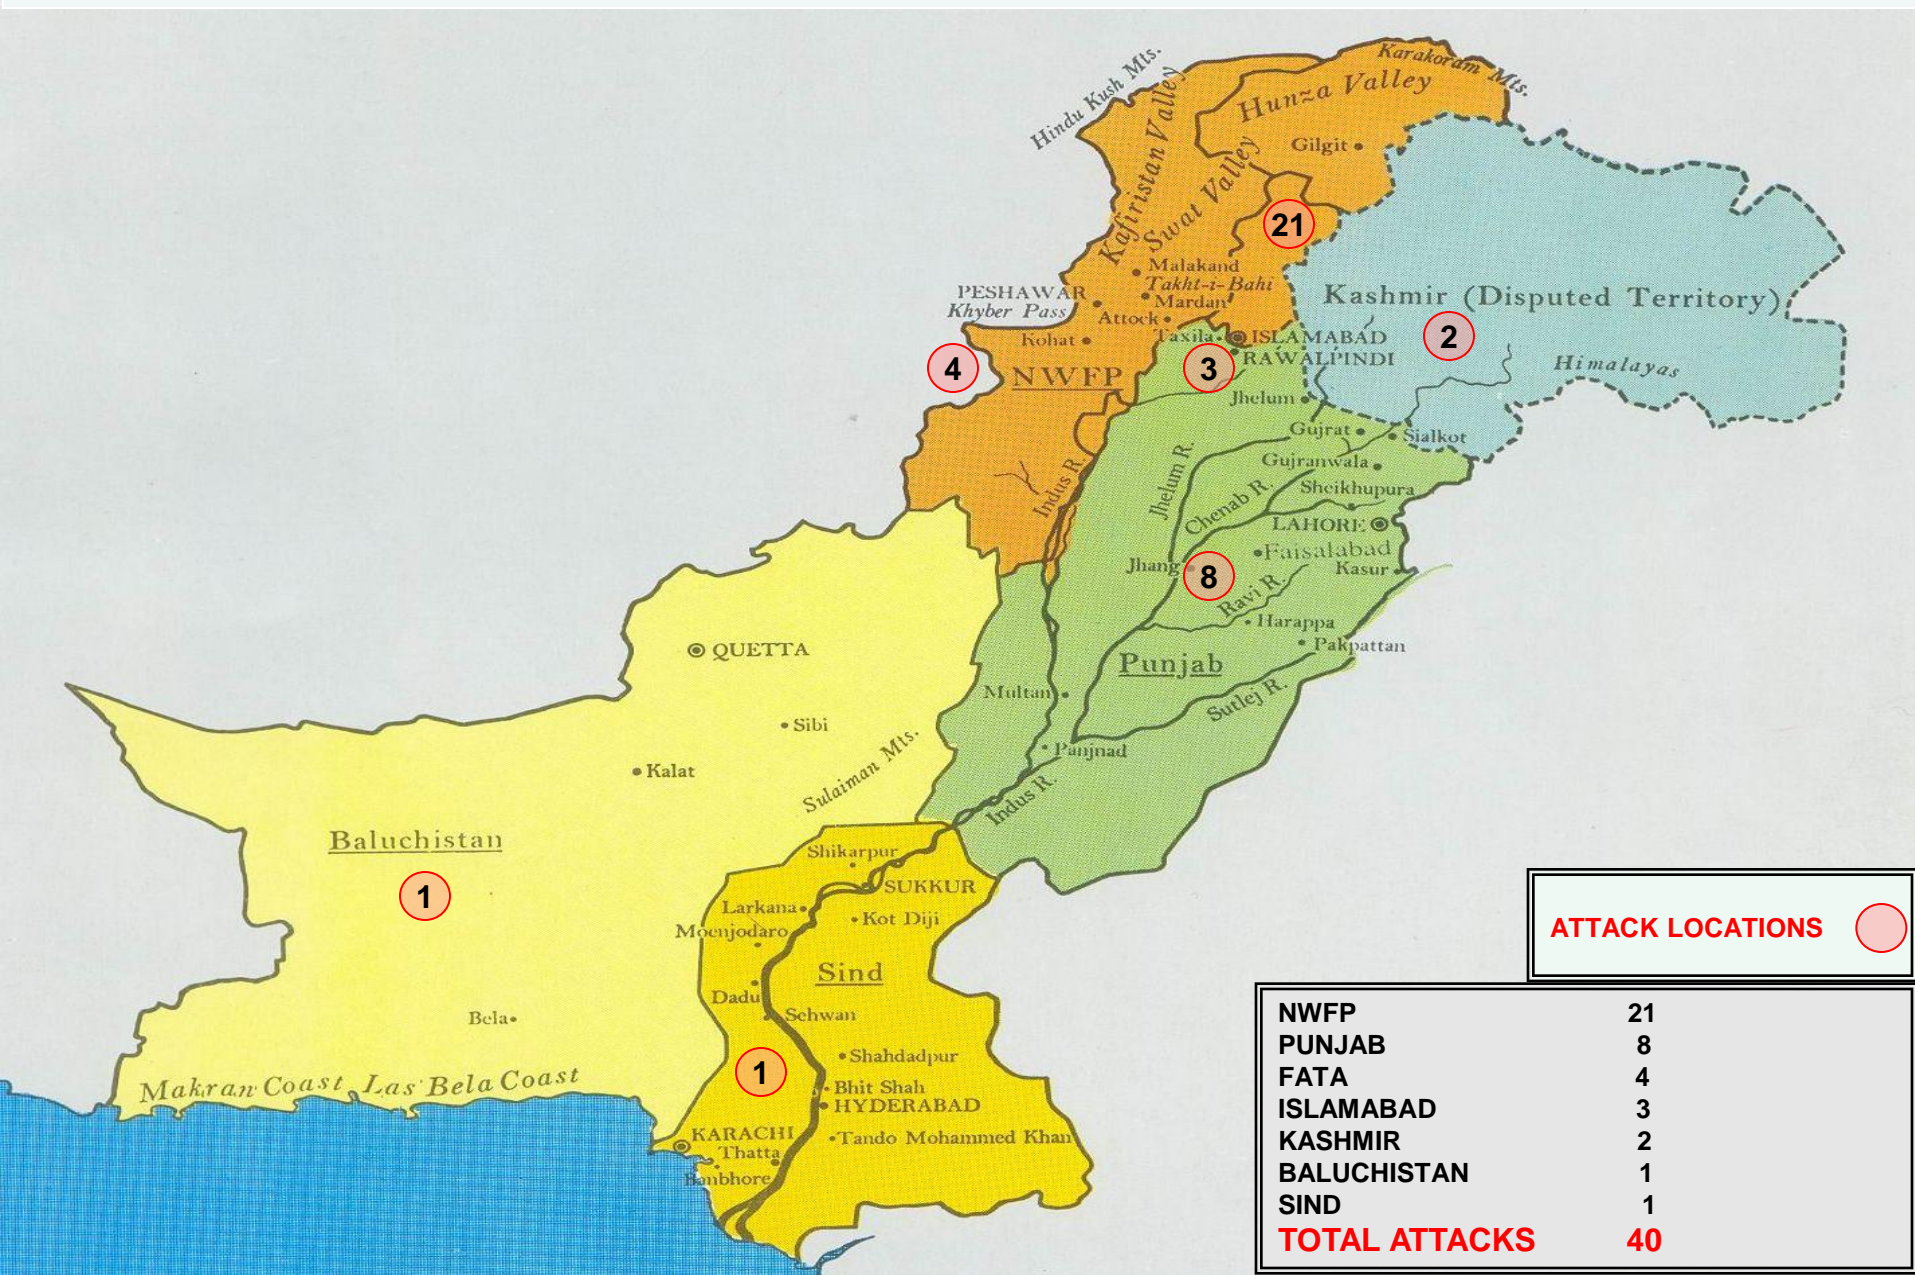 Karakoram Mts.
Hindu Kush Mts.
Hunza Valley
Kafiristan Valley
Gilgit
Swat Valley
21
Malakand
Takht-i-Bahi
PESHAWAR
Khyber Pass
Mardan
Attock
Kashmir (Disputed Territory)
Kohat
Taxila
ISLAMABAD
2
RAWALPINDI
4
NWFP
3
Himalayas
Jhelum
Gujrat
Sialkot
Gujranwala
Jhelum R.
Indus R.
Chenab R.
Sheikhupura
LAHORE
Faisalabad
Jhang
8
Kasur
Ravi R.
Harappa
QUETTA
Pakpattan
Punjab
Multan
Sutlej R.
Sibi
Panjnad
Kalat
Sulaiman Mts.
Indus R.
Baluchistan
Shikarpur
1
SUKKUR
Larkana
Kot Diji
Moenjodaro
Sind
Dadu
Sehwan
Bela
Shahdadpur
1
Makran Coast Las Bela Coast
Bhit Shah
HYDERABAD
KARACHI
Tando Mohammed Khan
Thatta
Banbhore
ATTACK LOCATIONS
NWFP 21
PUNJAB 8
FATA 4
ISLAMABAD 3
KASHMIR 2
BALUCHISTAN 1
SIND 1
TOTAL ATTACKS 40